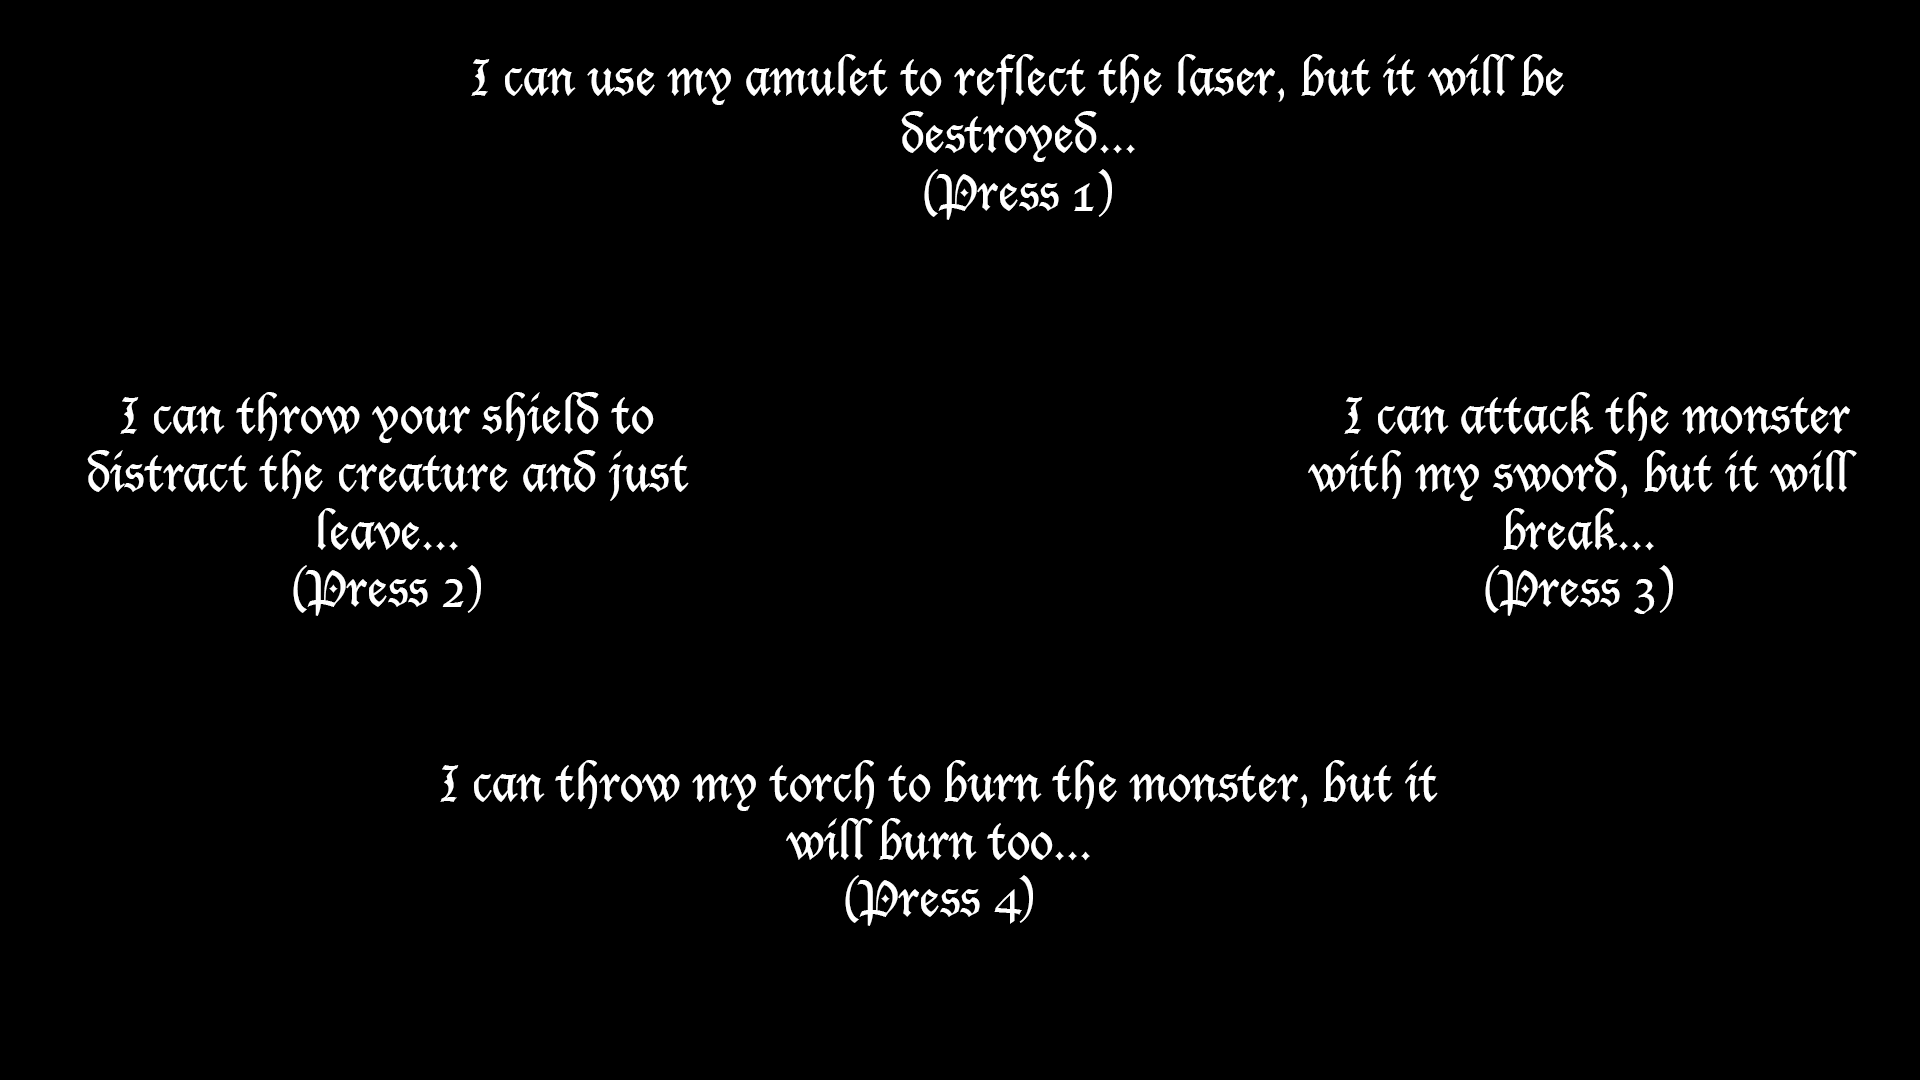 I can use my amulet to reflect the laser, but it will be
destroyed...
(Press 1)
I can throw your shield to
distract the creature and just
leave...
(Press 2)
I can attack the monster
with my sword, but it will
break...
(Press 3)
I can throw my torch to burn the monster, but it
will burn too...
(Press 4)